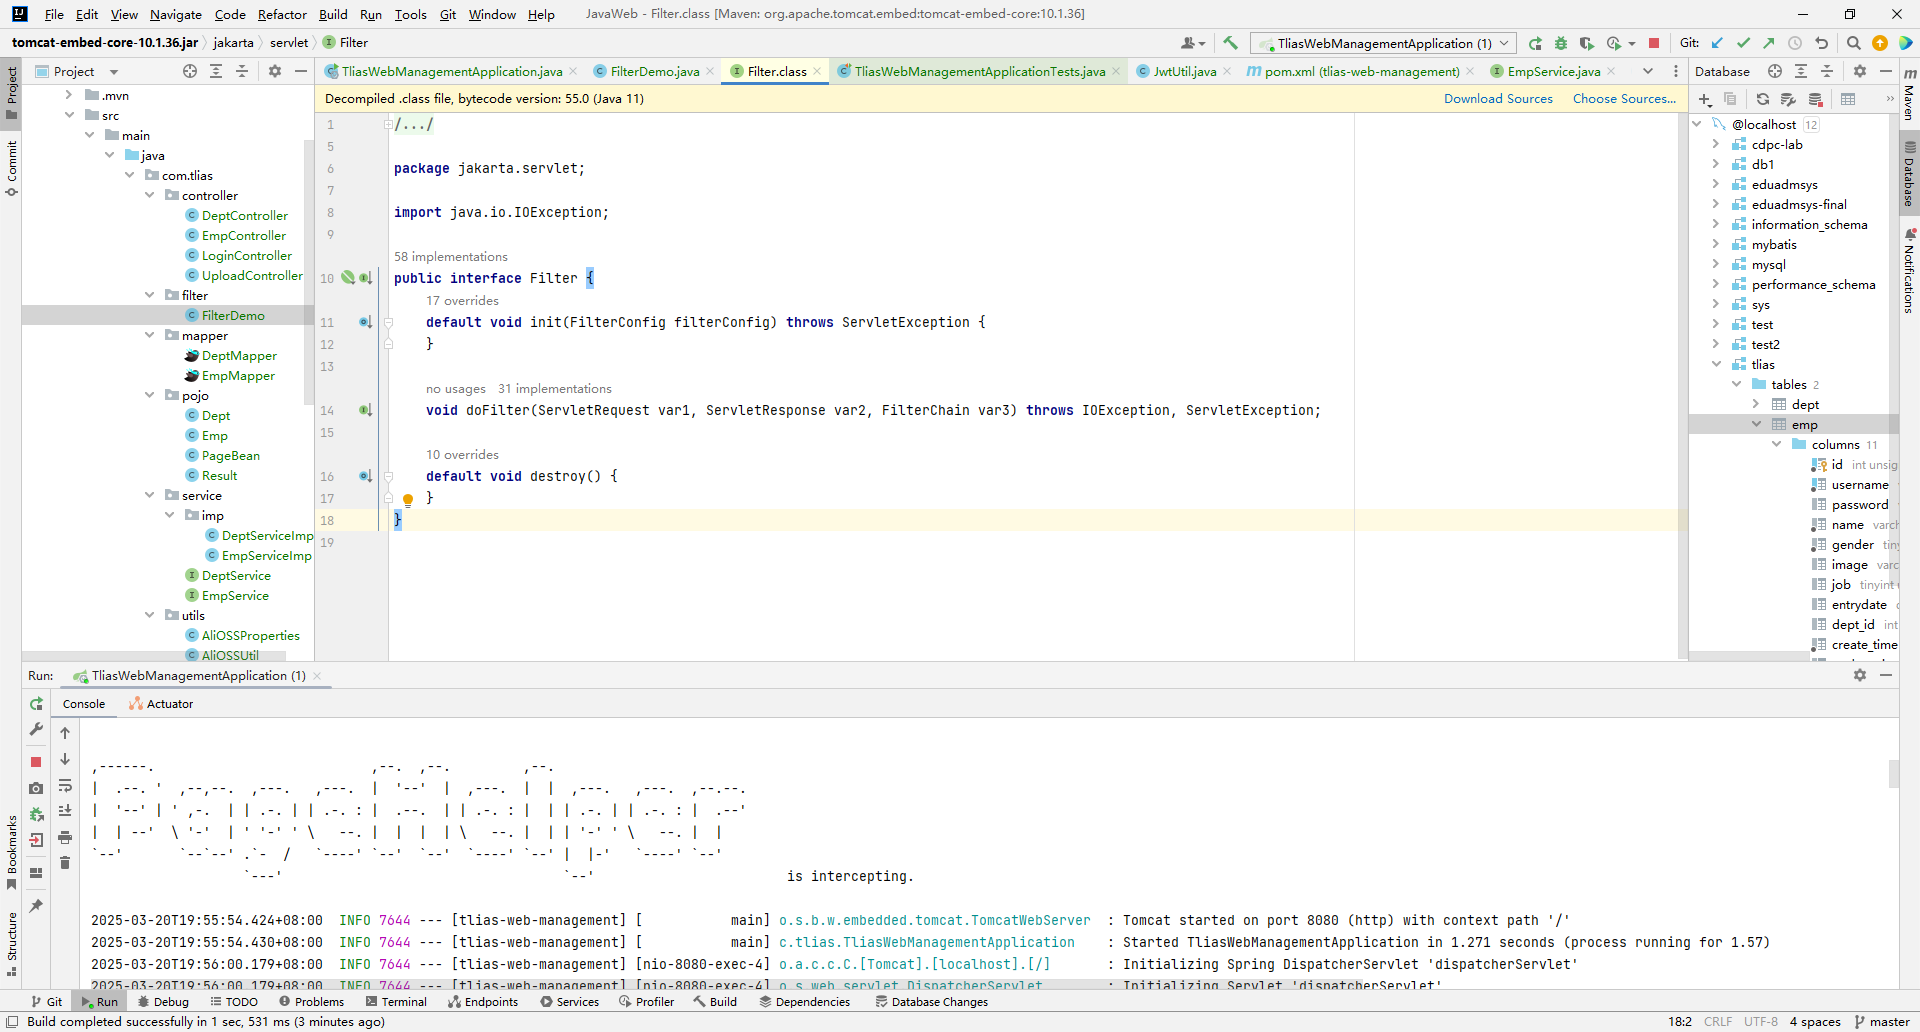 File Edit View Navigate Code Refactor Build Run Tools Git Window Help JavaWeb - Filter.class [Maven: org.apache.tomcat.embed:tomcat-embed-core:10.1.36]
tomcat-embed-core-10.1.36.jar jakarta servlet Filter TliasWebManagementApplication (1) Git:
Project
TliasWebManagementApplication.java FilterDemo.java Filter.class TliasWebManagementApplicationTests.java JwtUtil.java pom.xml (tlias-web-management) EmpService.java
Database
Project
Commit
Bookmarks
Structure
Maven
Database
Notifications
.mvn
src
main
java
com.tlias
controller
DeptController
EmpController
LoginController
UploadController
filter
FilterDemo
mapper
DeptMapper
EmpMapper
pojo
Dept
Emp
PageBean
Result
service
imp
DeptServiceImp
EmpServiceImp
DeptService
EmpService
utils
AliOSSProperties
AliOSSUtil
Decompiled .class file, bytecode version: 55.0 (Java 11) Download Sources Choose Sources...
1 /.../
5
6 package jakarta.servlet;
7
8 import java.io.IOException;
9
58 implementations
10 public interface Filter {
17 overrides
11 default void init(FilterConfig filterConfig) throws ServletException {
12 }
13
no usages 31 implementations
14 void doFilter(ServletRequest var1, ServletResponse var2, FilterChain var3) throws IOException, ServletException;
15
10 overrides
16 default void destroy() {
17 }
18 }
19
@localhost 12
cdpc-lab
db1
eduadmsys
eduadmsys-final
information_schema
mybatis
mysql
performance_schema
sys
test
test2
tlias
tables 2
dept
emp
columns 11
id int unsig
username
password
name varch
gender tiny
image varc
job tinyint
entrydate
dept_id int
create_time
Run: TliasWebManagementApplication (1)
Console Actuator
PageHelper
is intercepting.
2025-03-20T19:55:54.424+08:00 INFO 7644 --- [tlias-web-management] [ main] o.s.b.w.embedded.tomcat.TomcatWebServer : Tomcat started on port 8080 (http) with context path '/'
2025-03-20T19:55:54.430+08:00 INFO 7644 --- [tlias-web-management] [ main] c.tlias.TliasWebManagementApplication : Started TliasWebManagementApplication in 1.271 seconds (process running for 1.57)
2025-03-20T19:56:00.179+08:00 INFO 7644 --- [tlias-web-management] [nio-8080-exec-4] o.a.c.c.C.[Tomcat].[localhost].[/] : Initializing Spring DispatcherServlet 'dispatcherServlet'
2025-03-20T19:56:00.179+08:00 INFO 7644 --- [tlias-web-management] [nio-8080-exec-4] o.s.web.servlet.DispatcherServlet : Initializing Servlet 'dispatcherServlet'
Git Run Debug TODO Problems Terminal Endpoints Services Profiler Build Dependencies Database Changes
Build completed successfully in 1 sec, 531 ms (3 minutes ago) 18:2 CRLF UTF-8 4 spaces master